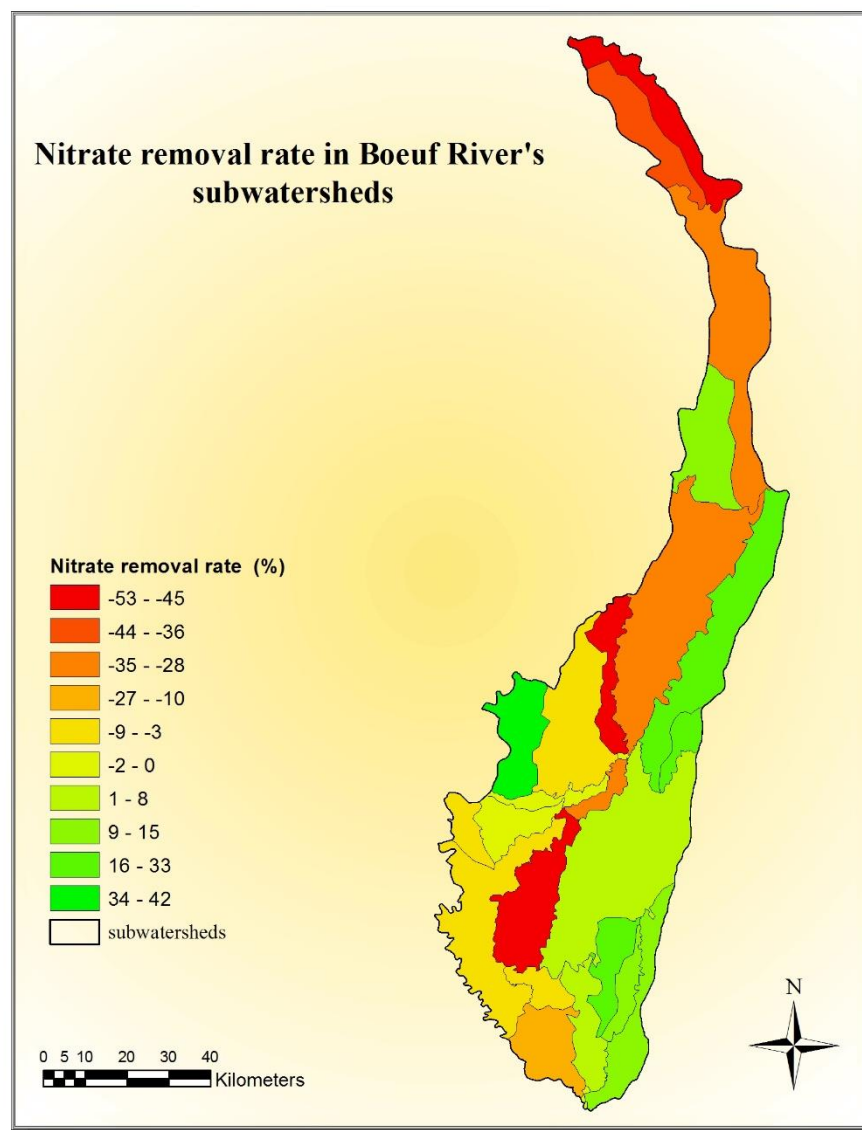 Nitrate removal rate in Boeuf River's
subwatersheds
Nitrate removal rate  (%)
-53 - -45
-44 - -36
-35 - -28
-27 - -10
-9 - -3
-2 - 0
1 - 8
9 - 15
16 - 33
34 - 42
subwatersheds
N
0 5 10 20 30 40
Kilometers